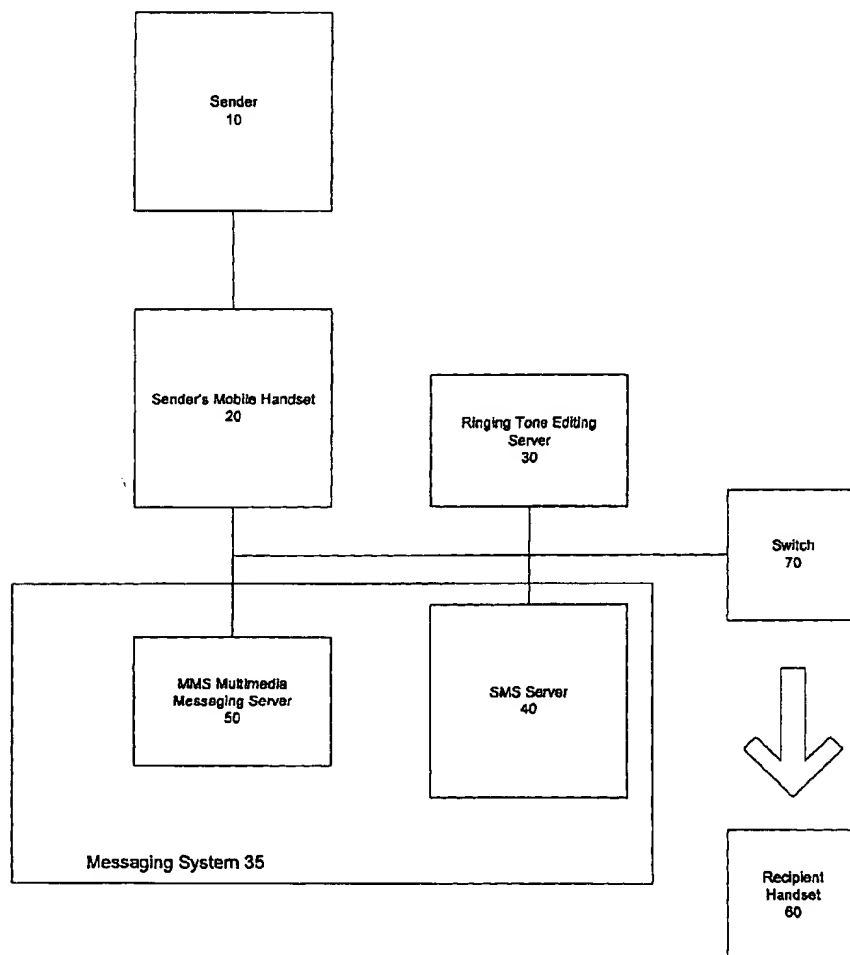 Sender
10
Sender's Mobile Handset
20
Ringing Tone Editing
Server
30
Switch
70
MMS Multimedia
Messaging Server
50
SMS Server
40
Messaging System 35
Recipient
Handset
60